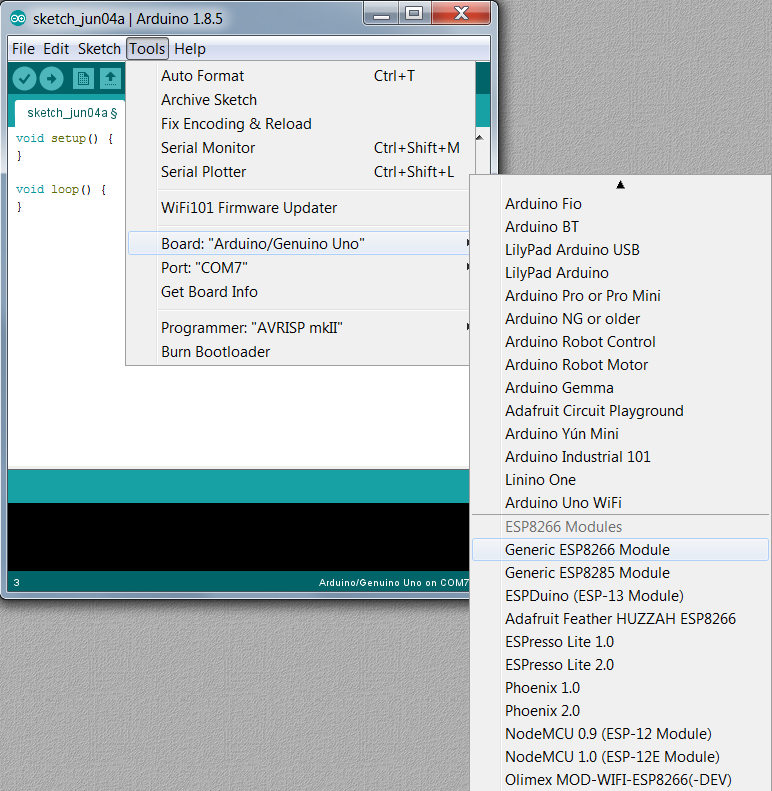 sketch_jun04a | Arduino 1.8.5
File Edit Sketch Tools Help
sketch_jun04a §
void setup() {
}
void loop() {
}
Auto Format Ctrl+T
Archive Sketch
Fix Encoding & Reload
Serial Monitor Ctrl+Shift+M
Serial Plotter Ctrl+Shift+L
WiFi101 Firmware Updater
Board: "Arduino/Genuino Uno"
Port: "COM7"
Get Board Info
Programmer: "AVRISP mkII"
Burn Bootloader
Arduino Fio
Arduino BT
LilyPad Arduino USB
LilyPad Arduino
Arduino Pro or Pro Mini
Arduino NG or older
Arduino Robot Control
Arduino Robot Motor
Arduino Gemma
Adafruit Circuit Playground
Arduino Yún Mini
Arduino Industrial 101
Linino One
Arduino Uno WiFi
ESP8266 Modules
Generic ESP8266 Module
Generic ESP8285 Module
ESPDuino (ESP-13 Module)
Adafruit Feather HUZZAH ESP8266
ESPresso Lite 1.0
ESPresso Lite 2.0
Phoenix 1.0
Phoenix 2.0
NodeMCU 0.9 (ESP-12 Module)
NodeMCU 1.0 (ESP-12E Module)
Olimex MOD-WIFI-ESP8266(-DEV)
3 Arduino/Genuino Uno on COM7